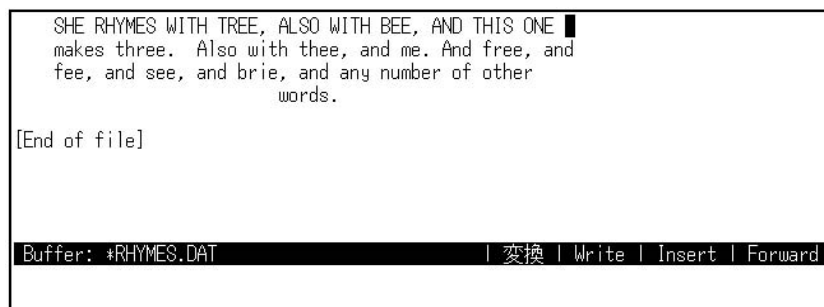 SHE RHYMES WITH TREE, ALSO WITH BEE, AND THIS ONE
makes three.  Also with thee, and me. And free, and
fee, and see, and brie, and any number of other
words.
[End of file]
Buffer: *RHYMES.DAT | 変換 | Write | Insert | Forward